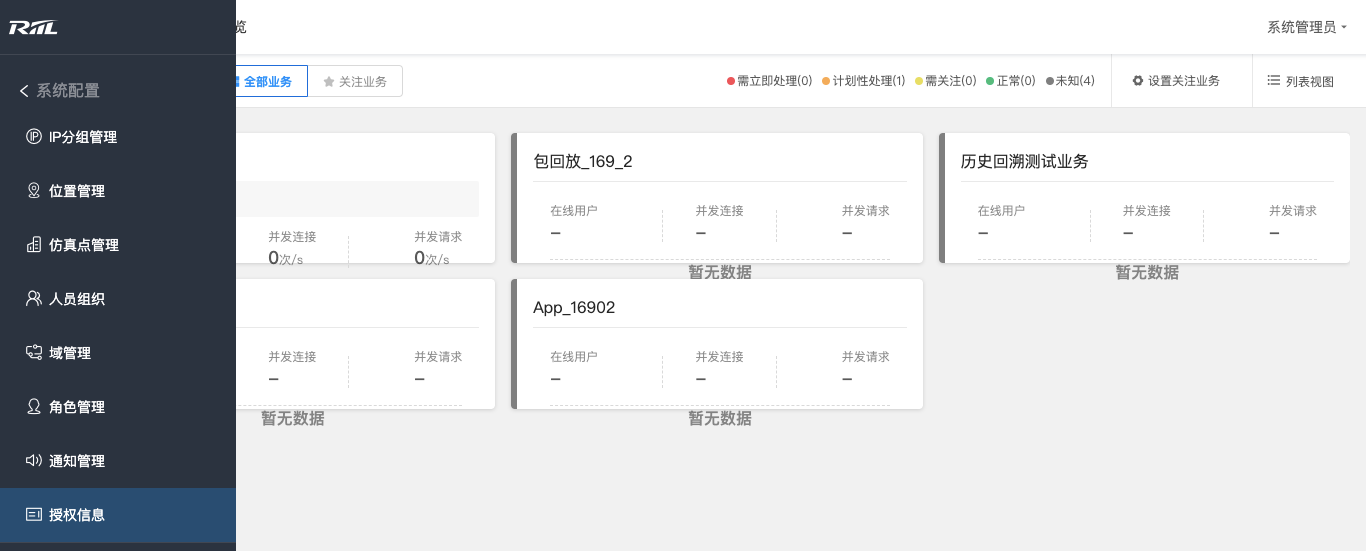 RIIL
览
系统管理员
系统配置
IP分组管理
位置管理
仿真点管理
人员组织
域管理
角色管理
通知管理
授权信息
全部业务
关注业务
需立即处理(0)
计划性处理(1)
需关注(0)
正常(0)
未知(4)
设置关注业务
列表视图
并发连接
0次/s
并发请求
0次/s
包回放_169_2
在线用户
–
并发连接
–
并发请求
–
暂无数据
历史回溯测试业务
在线用户
–
并发连接
–
并发请求
–
暂无数据
并发连接
–
并发请求
–
暂无数据
App_16902
在线用户
–
并发连接
–
并发请求
–
暂无数据